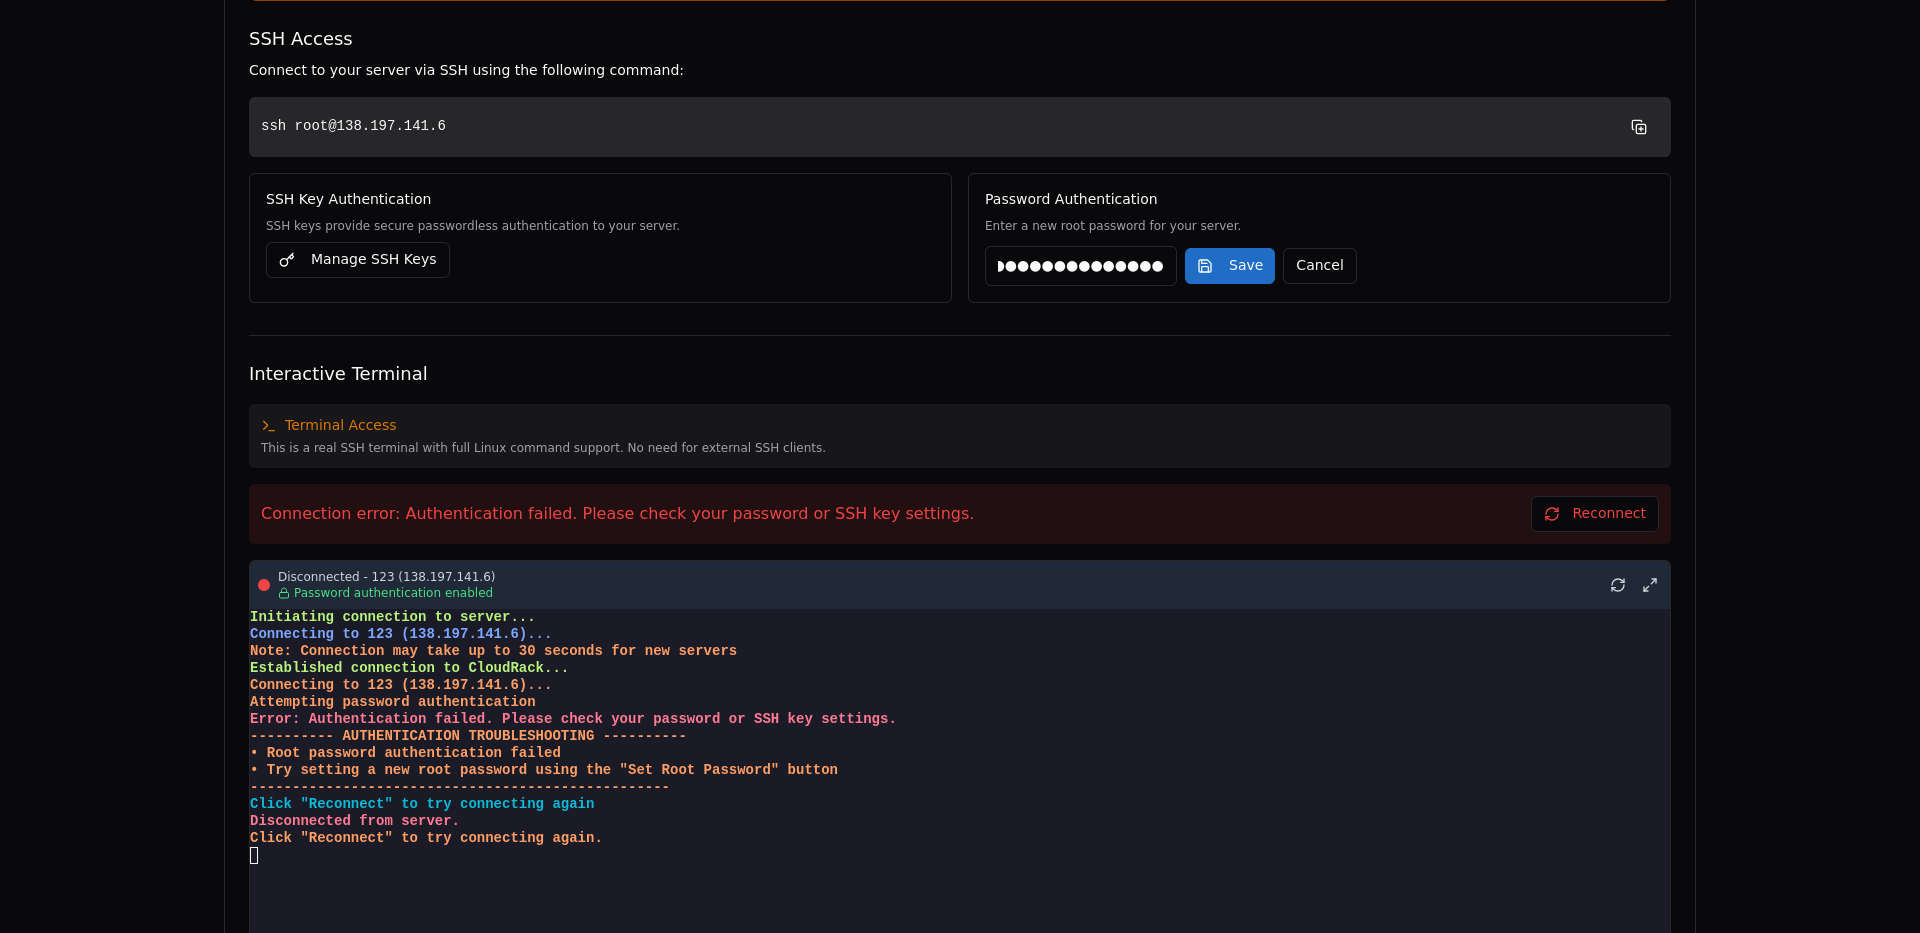 SSH Access
Connect to your server via SSH using the following command:
ssh root@138.197.141.6
SSH Key Authentication
SSH keys provide secure passwordless authentication to your server.
Manage SSH Keys
Password Authentication
Enter a new root password for your server.
Save
Cancel
Interactive Terminal
Terminal Access
This is a real SSH terminal with full Linux command support. No need for external SSH clients.
Connection error: Authentication failed. Please check your password or SSH key settings.
Reconnect
Disconnected - 123 (138.197.141.6)
Password authentication enabled
Initiating connection to server...
Connecting to 123 (138.197.141.6)...
Note: Connection may take up to 30 seconds for new servers
Established connection to CloudRack...
Connecting to 123 (138.197.141.6)...
Attempting password authentication
Error: Authentication failed. Please check your password or SSH key settings.
---------- AUTHENTICATION TROUBLESHOOTING ----------
• Root password authentication failed
• Try setting a new root password using the "Set Root Password" button
--------------------------------------------------
Click "Reconnect" to try connecting again
Disconnected from server.
Click "Reconnect" to try connecting again.